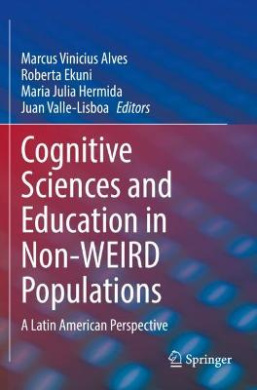 Marcus Vinicius Alves
Roberta Ekuni
Maria Julia Hermida
Juan Valle-Lisboa Editors
Cognitive
Sciences and
Education in
Non-WEIRD
Populations
A Latin American Perspective
Springer